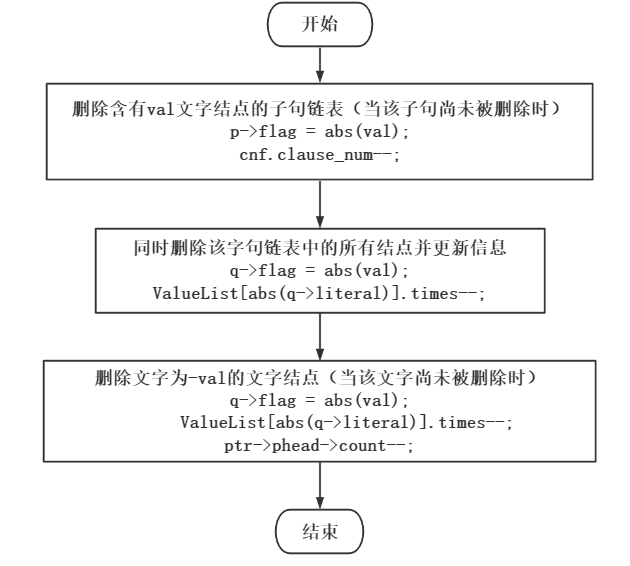 开始
删除含有val文字结点的子句链表（当该子句尚未被删除时）
p->flag = abs(val);
cnf.clause_num--;
同时删除该字句链表中的所有结点并更新信息
q->flag = abs(val);
ValueList[abs(q->literal)].times--;
删除文字为-val的文字结点（当该文字尚未被删除时）
q->flag = abs(val);
ValueList[abs(q->literal)].times--;
ptr->phead->count--;
结束